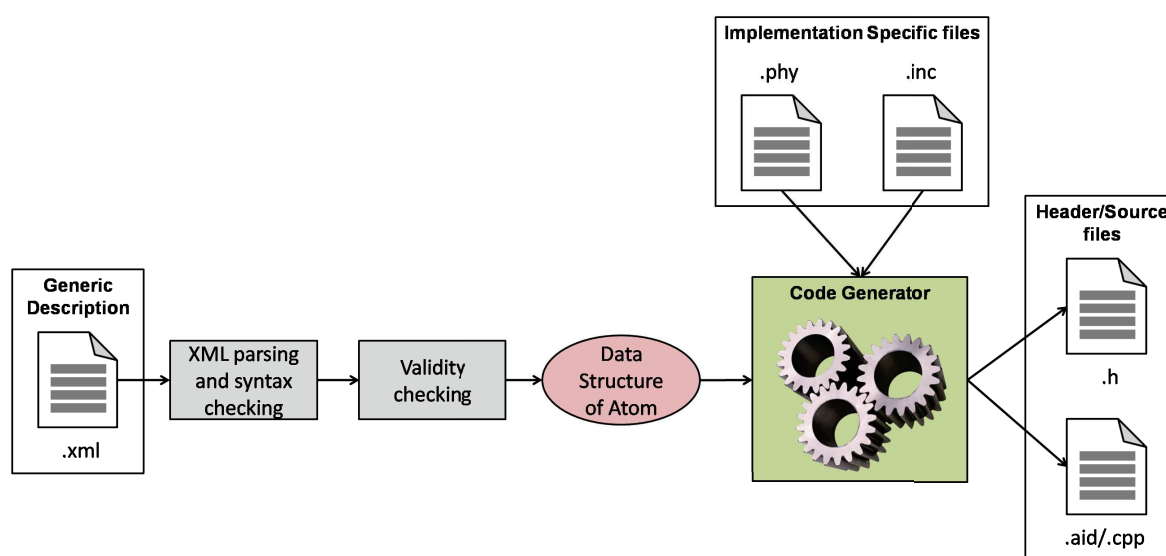 Implementation Specific files
.phy
.inc
Header/Source
files
Generic
Description
Code Generator
XML parsing
and syntax
checking
Validity
checking
Data
Structure
of Atom
.h
.xml
.aid/.cpp